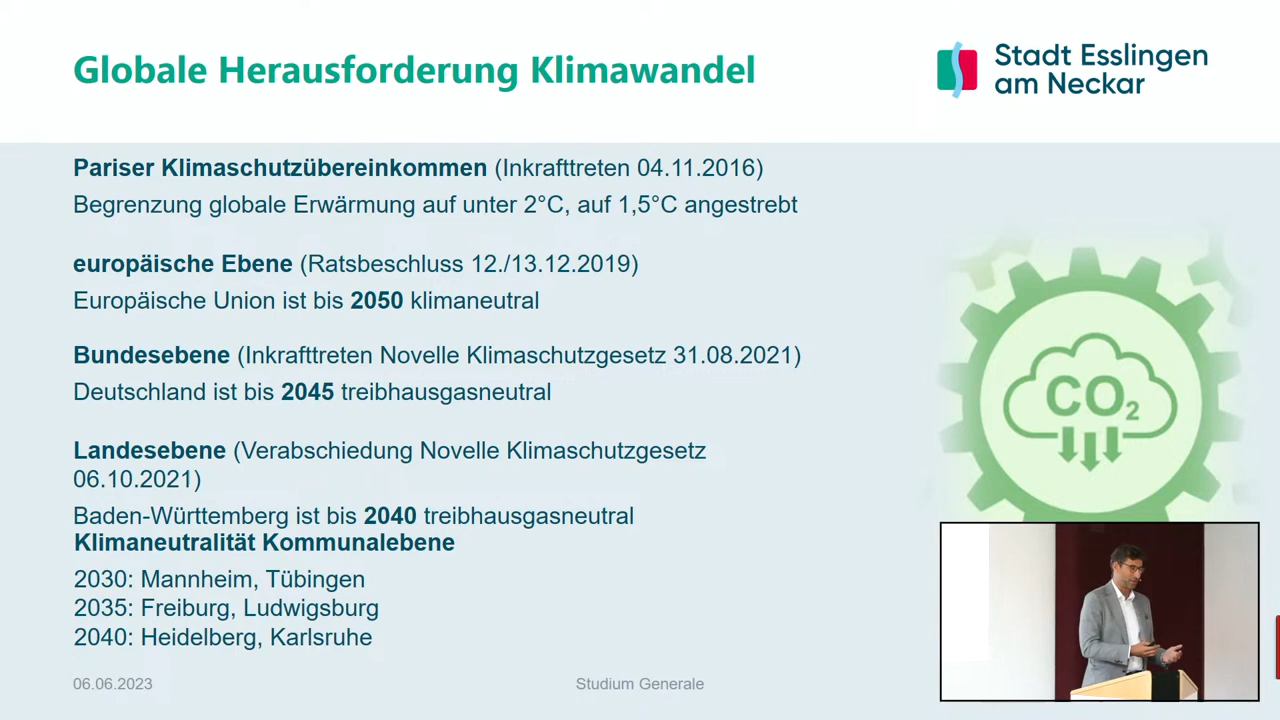 Globale Herausforderung Klimawandel
Stadt Esslingen
am Neckar
Pariser Klimaschutzübereinkommen (Inkrafttreten 04.11.2016)
Begrenzung globale Erwärmung auf unter 2°C, auf 1,5°C angestrebt
europäische Ebene (Ratsbeschluss 12./13.12.2019)
Europäische Union ist bis 2050 klimaneutral
Bundesebene (Inkrafttreten Novelle Klimaschutzgesetz 31.08.2021)
Deutschland ist bis 2045 treibhausgasneutral
Landesebene (Verabschiedung Novelle Klimaschutzgesetz
06.10.2021)
Baden-Württemberg ist bis 2040 treibhausgasneutral
Klimaneutralität Kommunalebene
2030: Mannheim, Tübingen
2035: Freiburg, Ludwigsburg
2040: Heidelberg, Karlsruhe
CO2
06.06.2023
Studium Generale